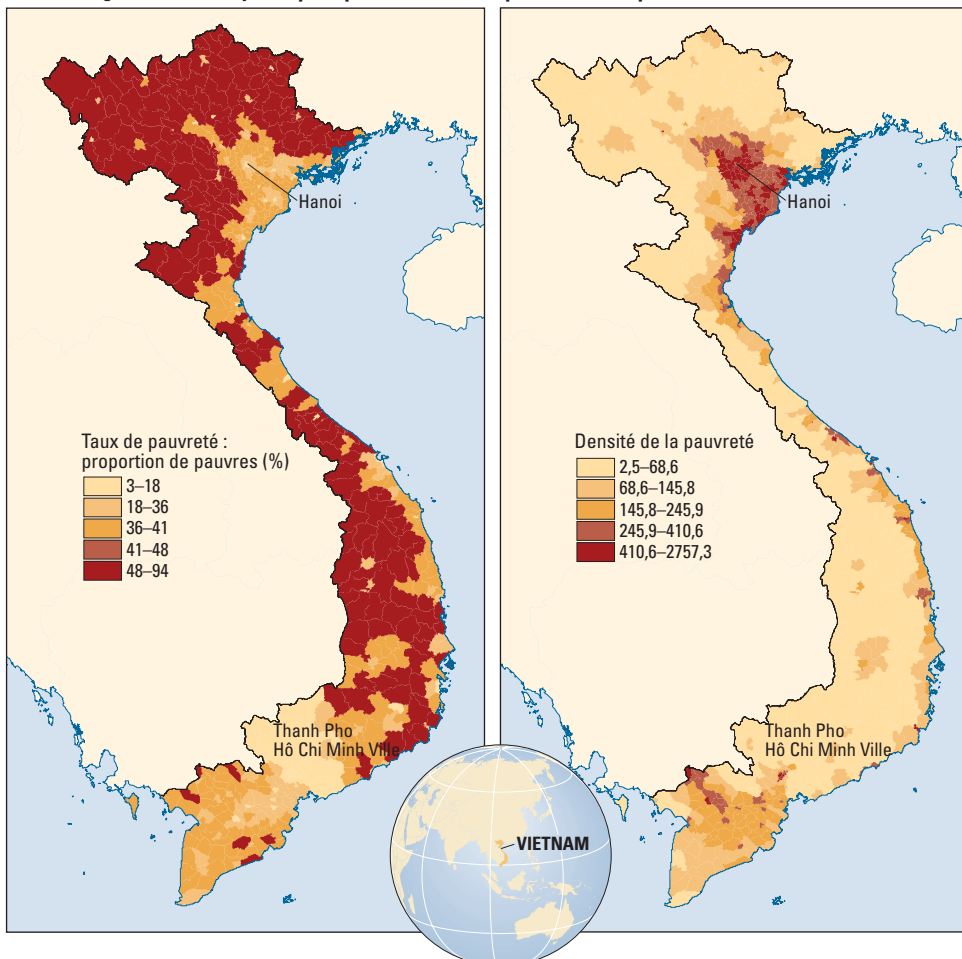 Hanoi
Taux de pauvreté :
proportion de pauvres (%)
3–18
18–36
36–41
41–48
48–94
Thanh Pho
Hô Chi Minh Ville
Hanoi
Densité de la pauvreté
2,5–68,6
68,6–145,8
145,8–245,9
245,9–410,6
410,6–2757,3
Thanh Pho
Hô Chi Minh Ville
VIETNAM